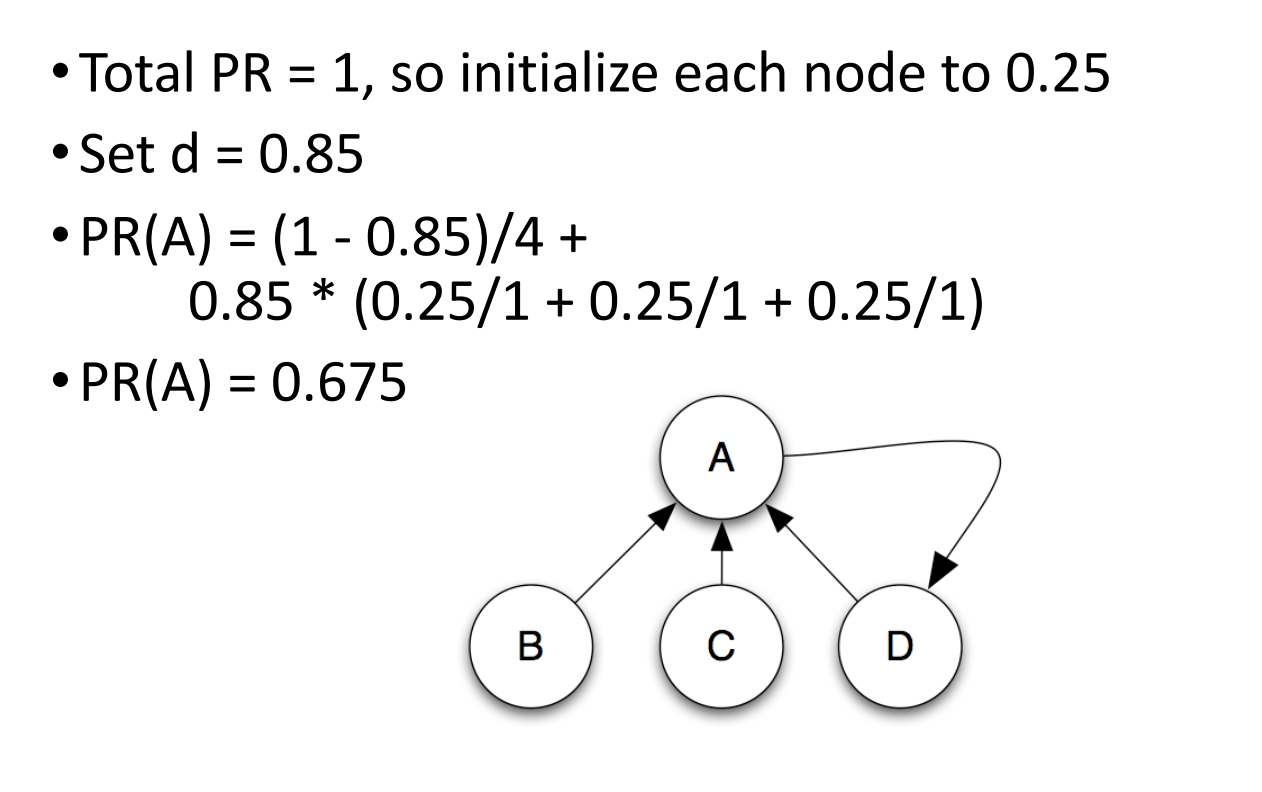 • Total PR = 1, so initialize each node to 0.25
• Set d = 0.85
• PR(A) = (1 - 0.85)/4 +
0.85 * (0.25/1 + 0.25/1 + 0.25/1)
• PR(A) = 0.675
A
B C D